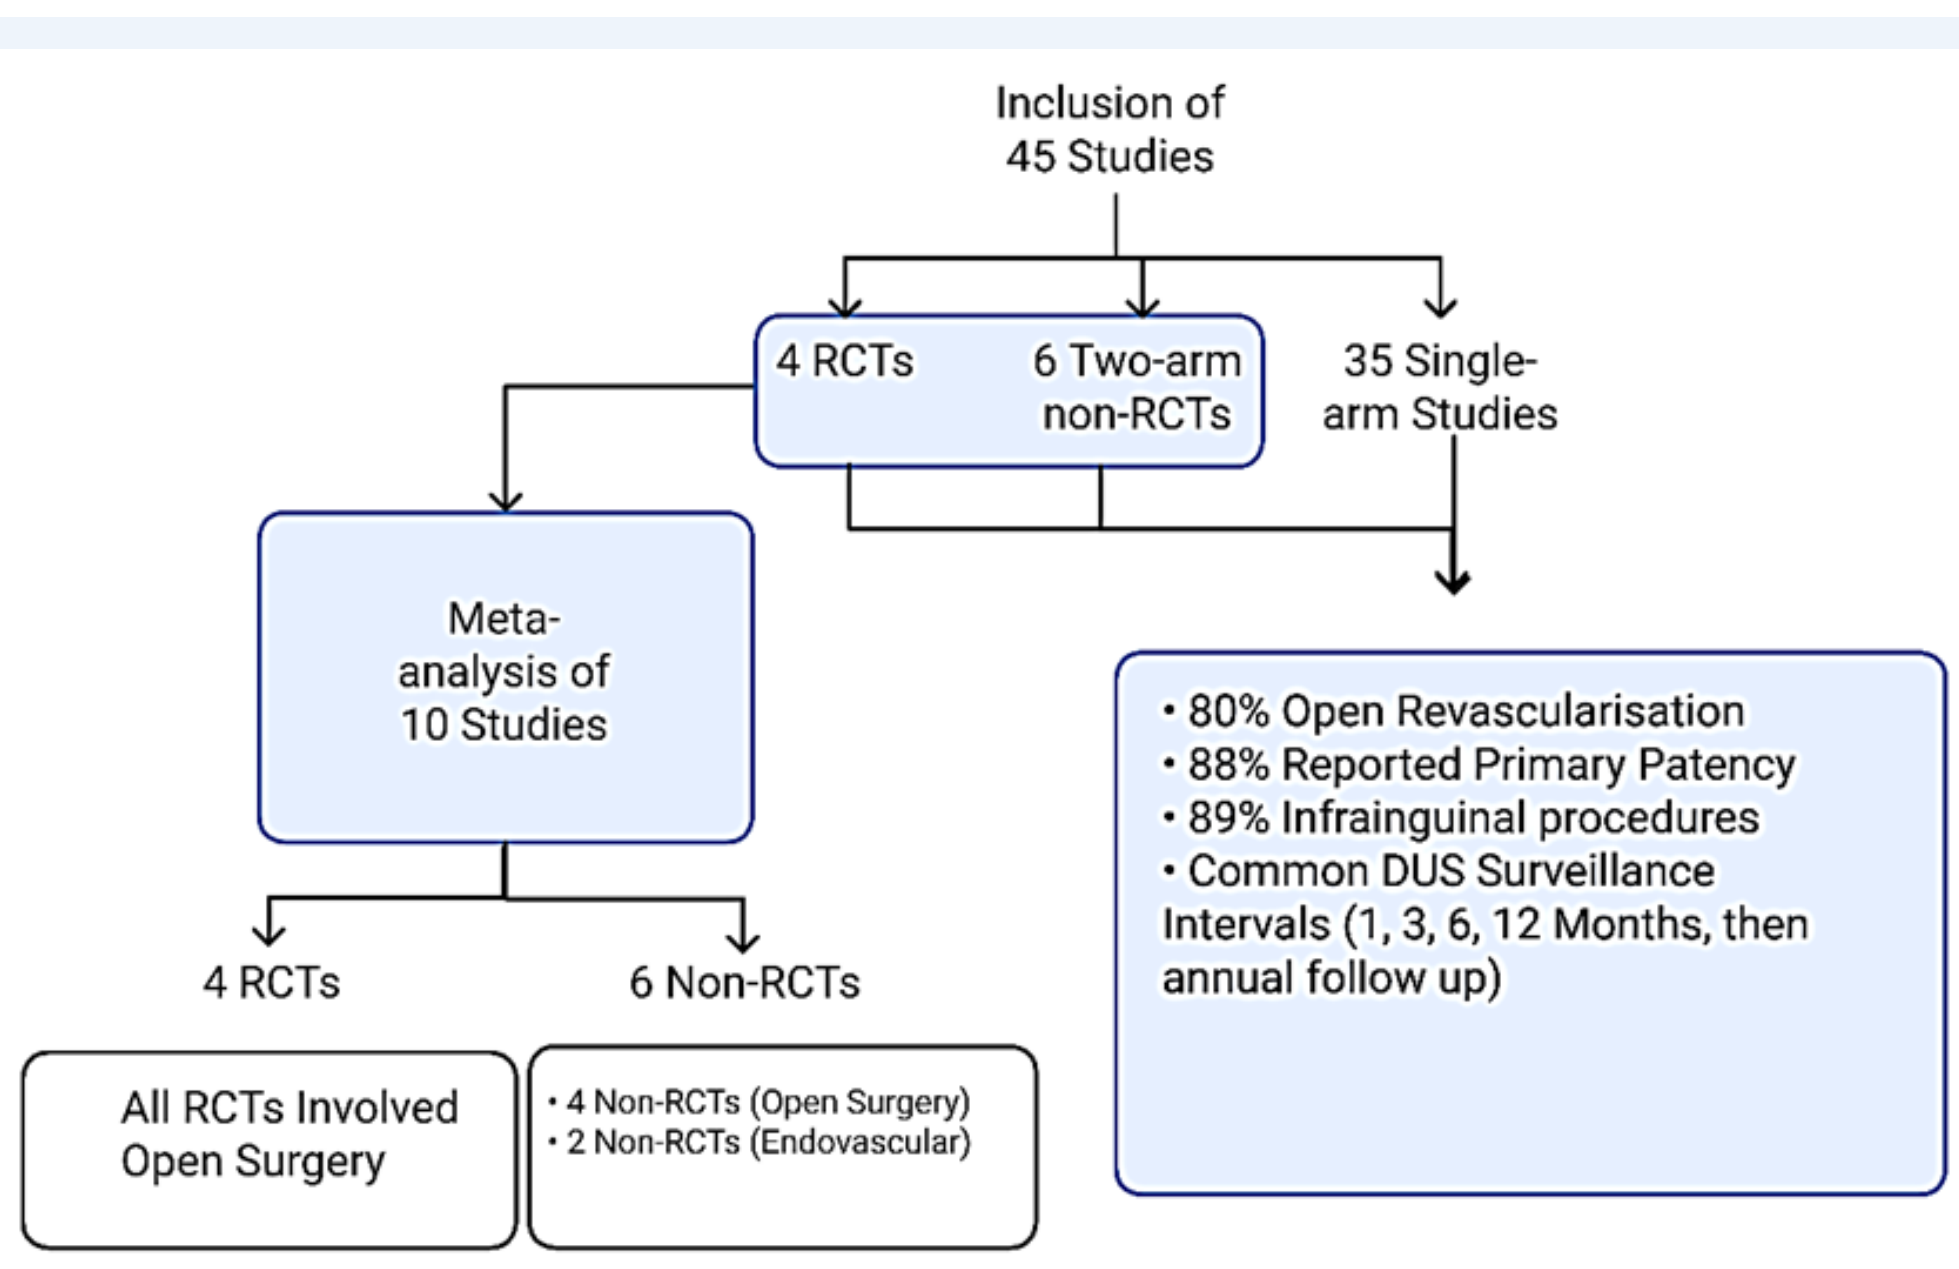 Inclusion of
45 Studies
4 RCTs
6 Two-arm
non-RCTs
35 Single-
arm Studies
Meta-
analysis of
10 Studies
• 80% Open Revascularisation
• 88% Reported Primary Patency
• 89% Infrainguinal procedures
• Common DUS Surveillance
Intervals (1, 3, 6, 12 Months, then
annual follow up)
4 RCTs
6 Non-RCTs
All RCTs Involved
Open Surgery
• 4 Non-RCTs (Open Surgery)
• 2 Non-RCTs (Endovascular)